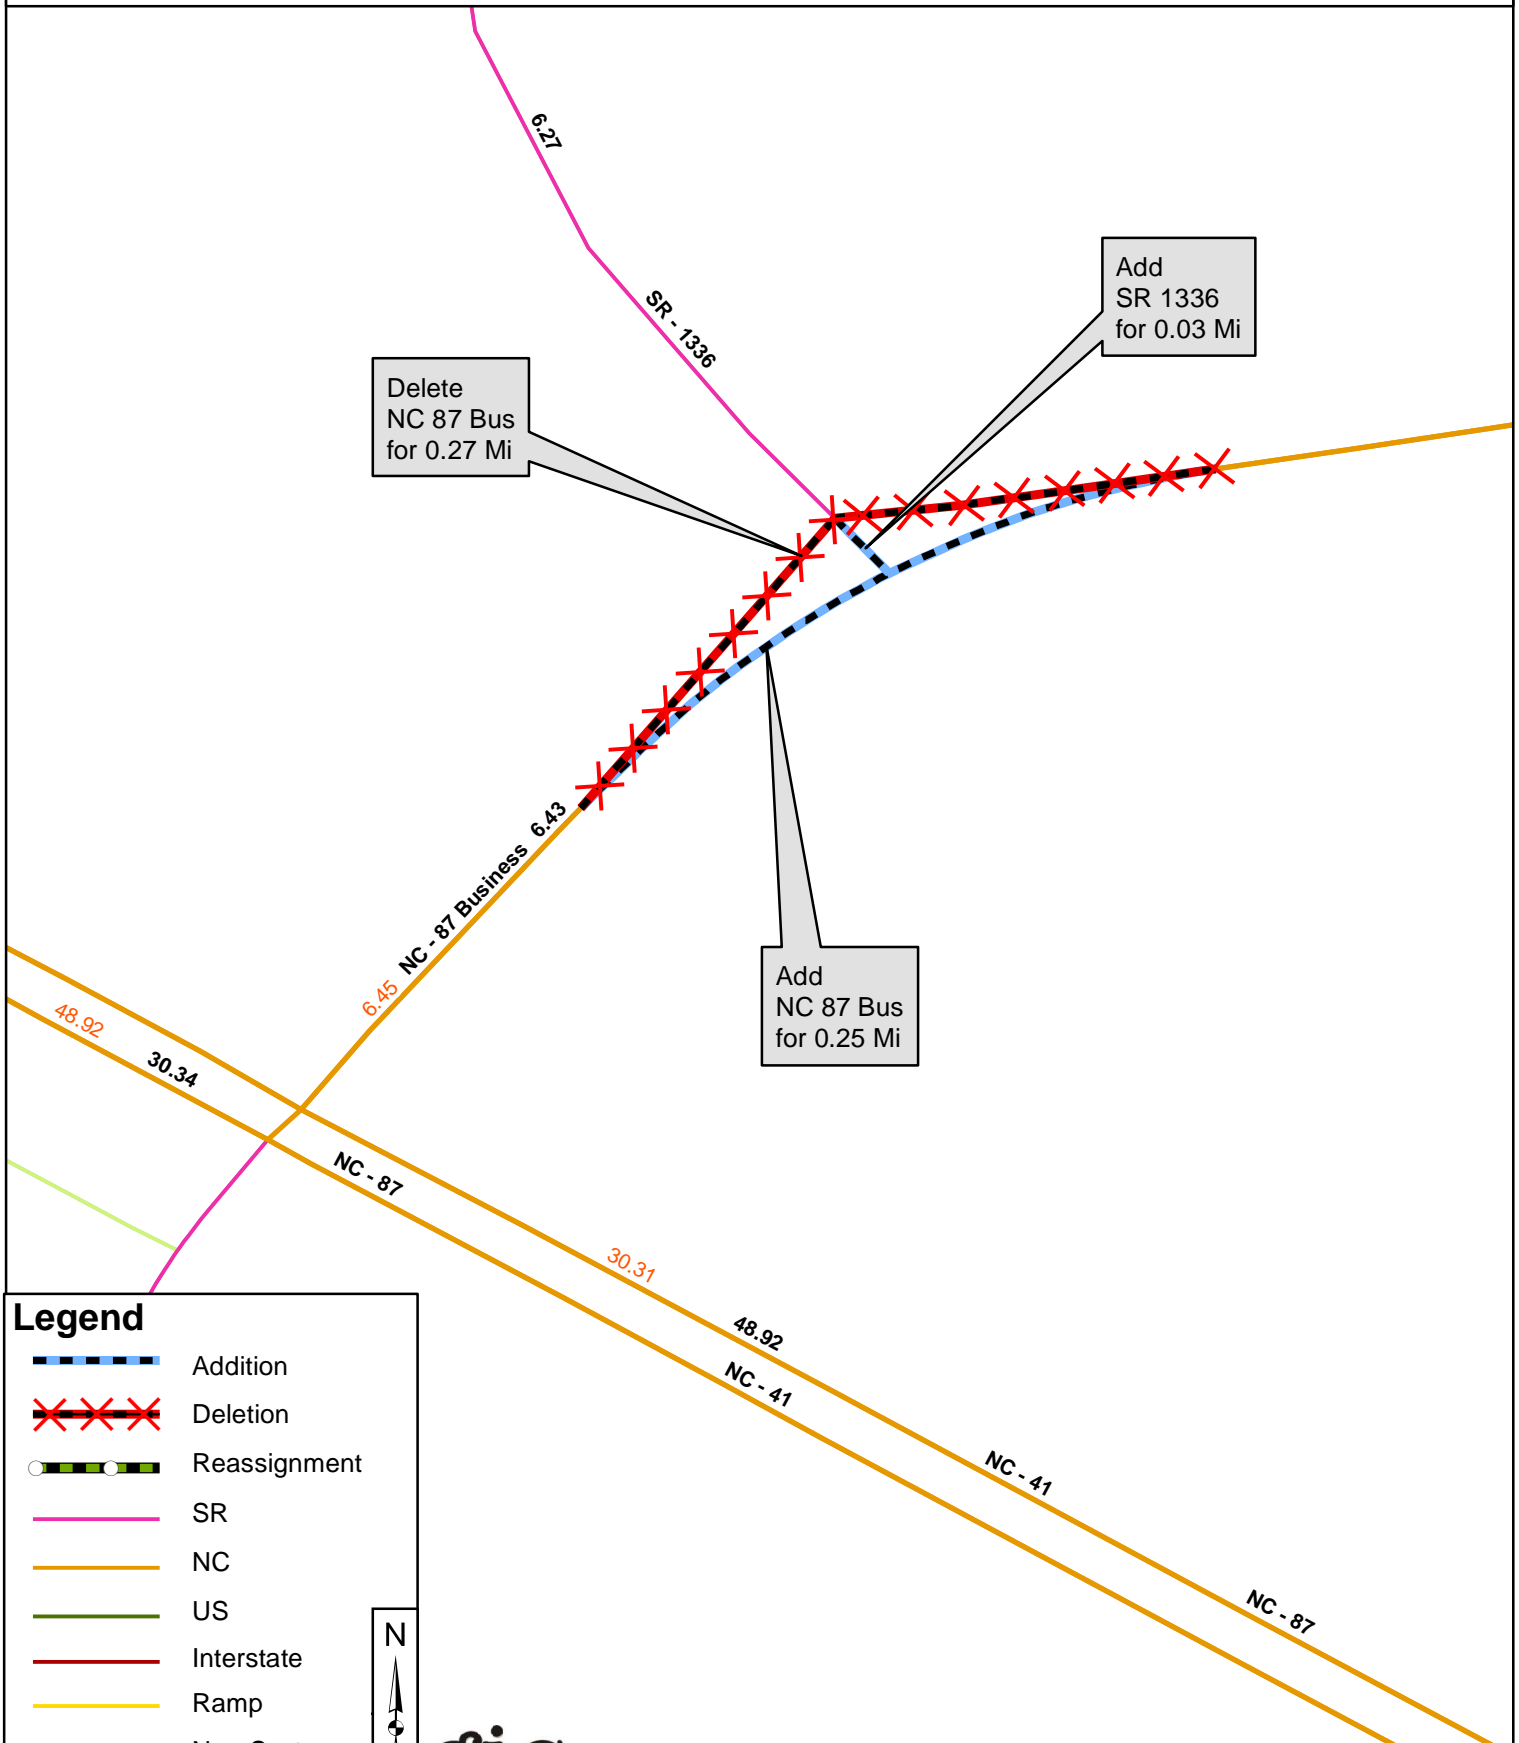 6.27
SR - 1336
Add
SR 1336
for 0.03 Mi
Delete
NC 87 Bus
for 0.27 Mi
6.43
NC - 87 Business
6.45
Add
NC 87 Bus
for 0.25 Mi
48.92
30.34
NC - 87
30.31
48.92
NC - 41
NC - 41
NC - 87
Legend
Addition
Deletion
Reassignment
SR
NC
US
Interstate
Ramp
N